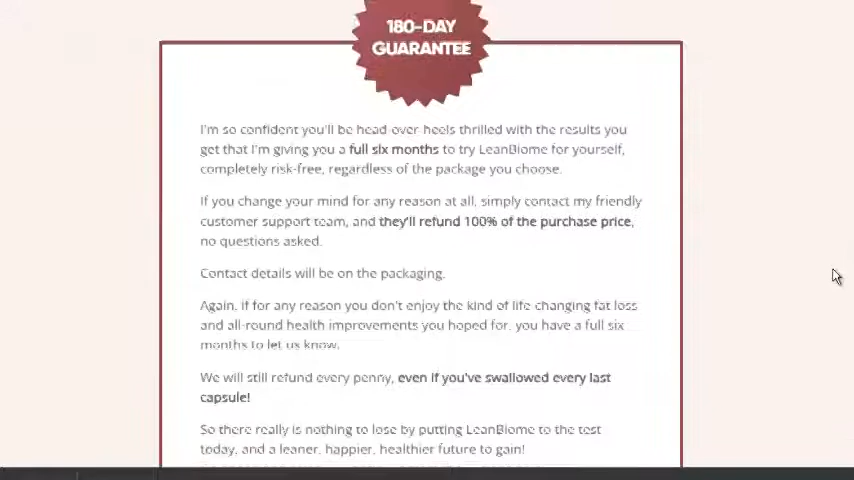 180-DAY
GUARANTEE
I'm so confident you'll be head-over-heels thrilled with the results you
get that I'm giving you a full six months to try LeanBiome for yourself,
completely risk-free, regardless of the package you choose.
If you change your mind for any reason at all, simply contact my friendly
customer support team, and they'll refund 100% of the purchase price,
no questions asked.
Contact details will be on the packaging.
Again, if for any reason you don't enjoy the kind of life-changing fat loss
and all-round health improvements you hoped for, you have a full six
months to let us know.
We will still refund every penny, even if you've swallowed every last
capsule!
So there really is nothing to lose by putting LeanBiome to the test
today, and a leaner, happier, healthier future to gain!